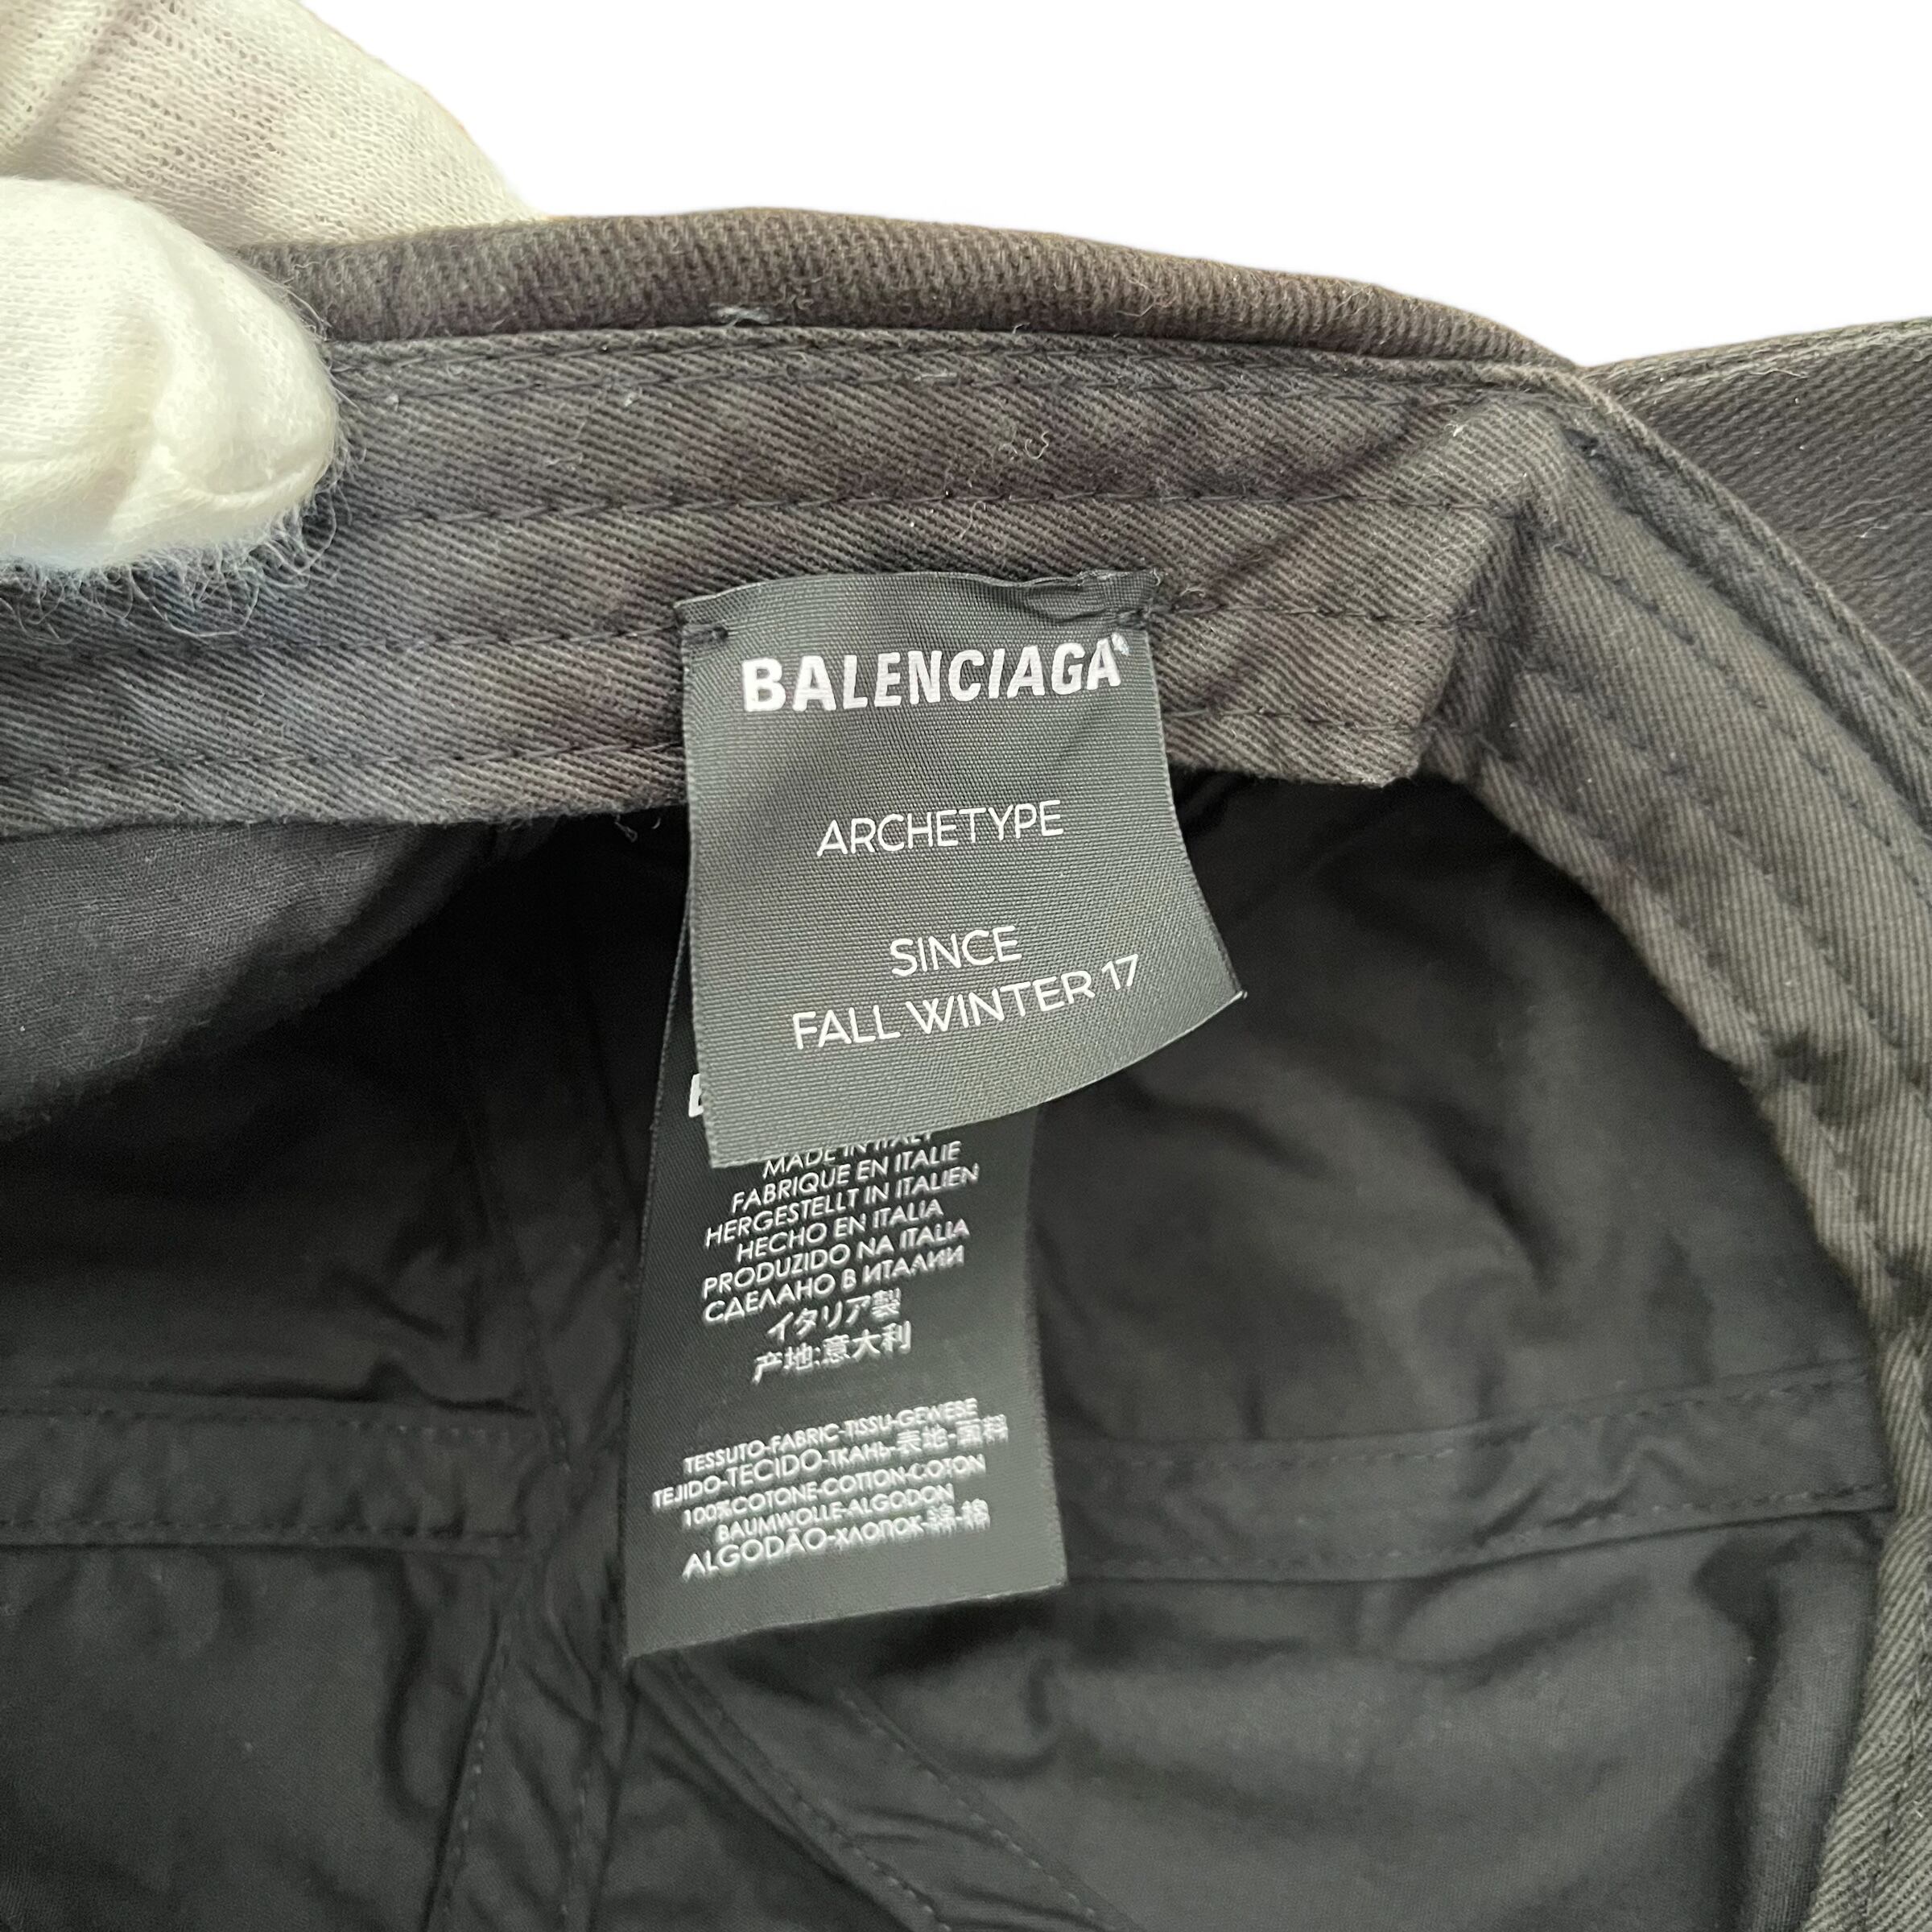 BALENCIAGA
ARCHETYPE
SINCE
FALL WINTER 17
MADE IN ITALY
FABRIQUE EN ITALIE
HERGESTELLT IN ITALIEN
HECHO EN ITALIA
PRODUZIDO NA ITALIA
СДЕЛАНО В ИТАЛИИ
イタリア製
产地:意大利
TESSUTO-FABRIC-TISSU-GEWEBE
TEJIDO-TECIDO-ТКАНЬ-表地-面料
100%COTONE-COTTON-COTON
BAUMWOLLE-ALGODON
ALGODÃO-ХЛОПОК-綿-棉